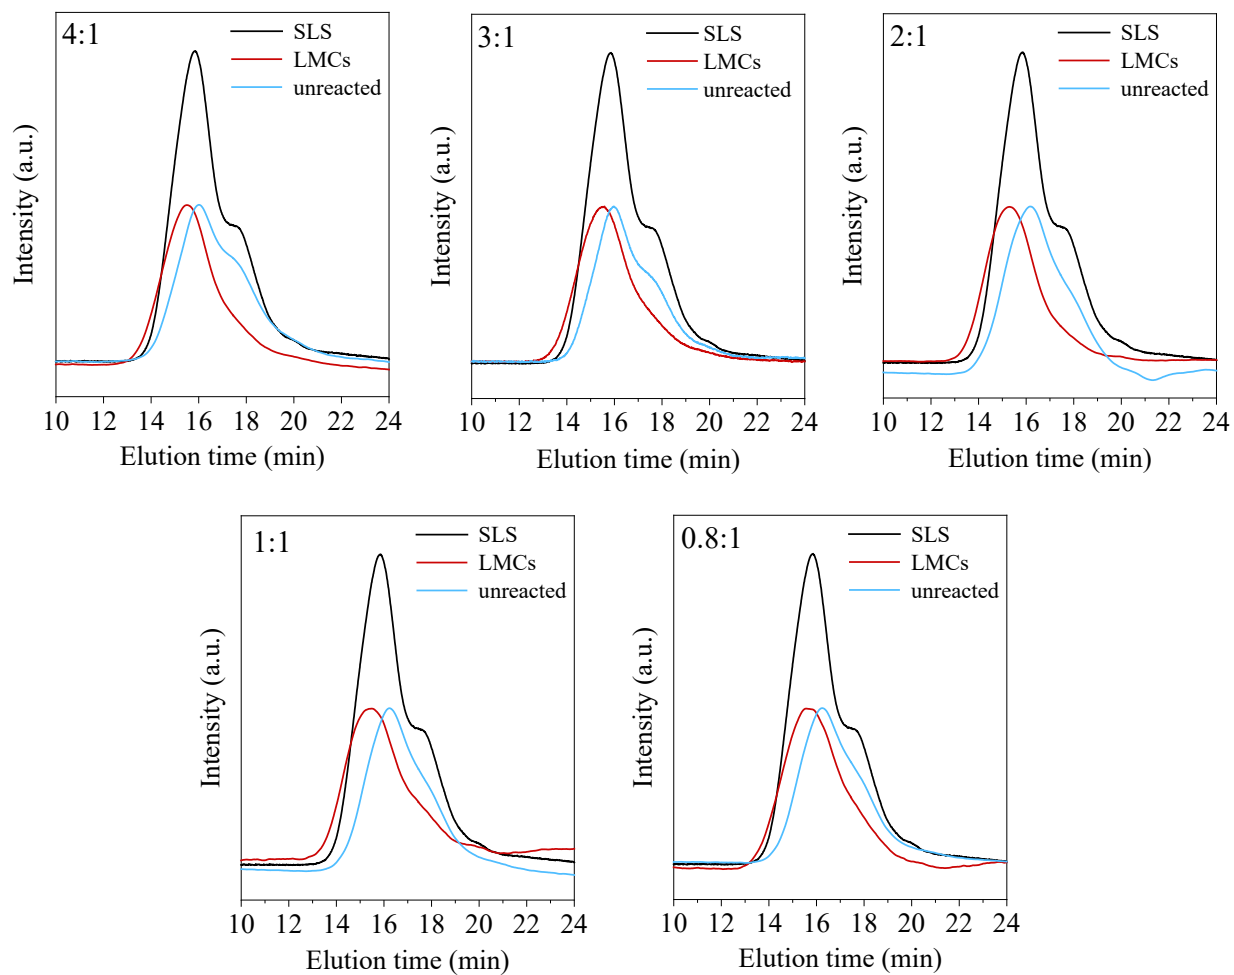 4:1
SLS
LMCs
unreacted
Intensity (a.u.)
10 12 14 16 18 20 22 24
Elution time (min)
3:1
SLS
LMCs
unreacted
Intensity (a.u.)
10 12 14 16 18 20 22 24
Elution time (min)
2:1
SLS
LMCs
unreacted
Intensity (a.u.)
10 12 14 16 18 20 22 24
Elution time (min)
1:1
SLS
LMCs
unreacted
Intensity (a.u.)
10 12 14 16 18 20 22 24
Elution time (min)
0.8:1
SLS
LMCs
unreacted
Intensity (a.u.)
10 12 14 16 18 20 22 24
Elution time (min)